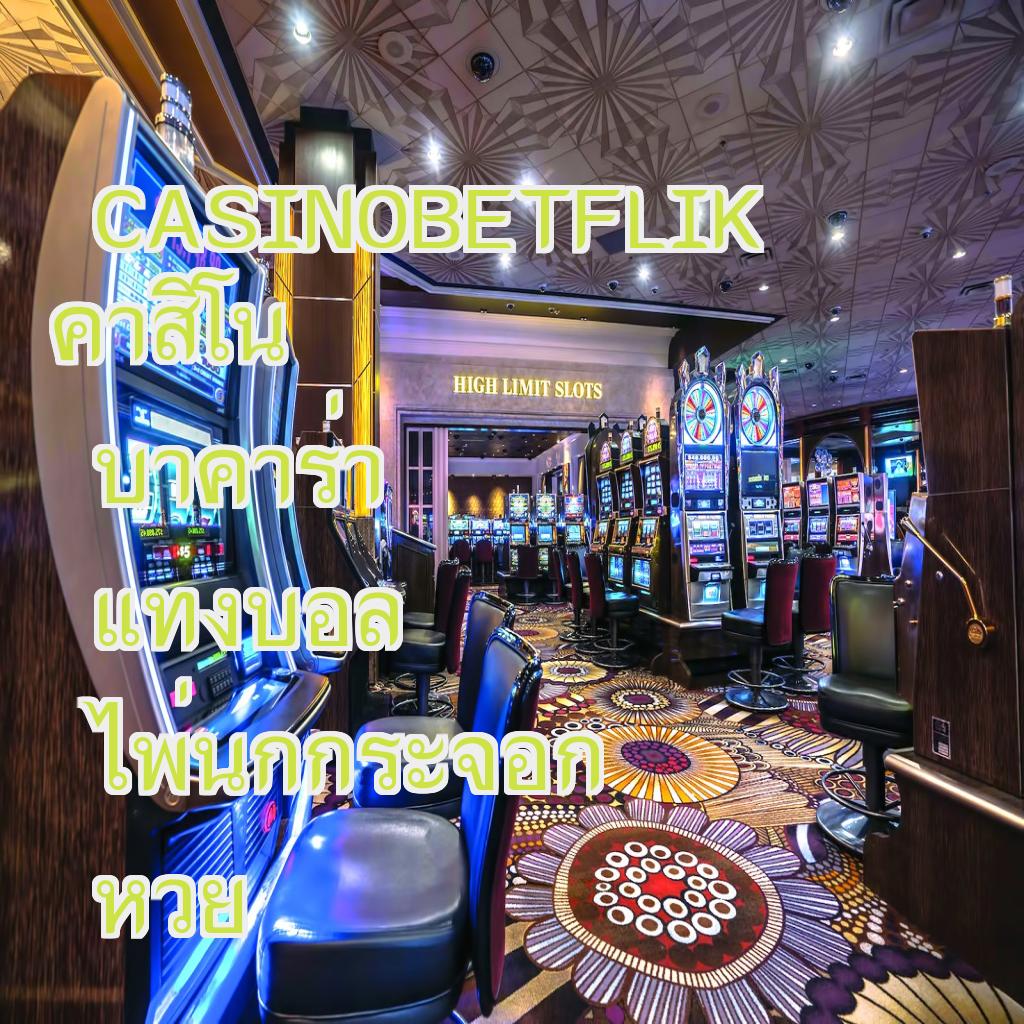 CASINOBETFLIK
คาสิโน
HIGH LIMIT SLOTS
บาคาร่า
แทงบอล
ไพ่นกกระจอก
หวย